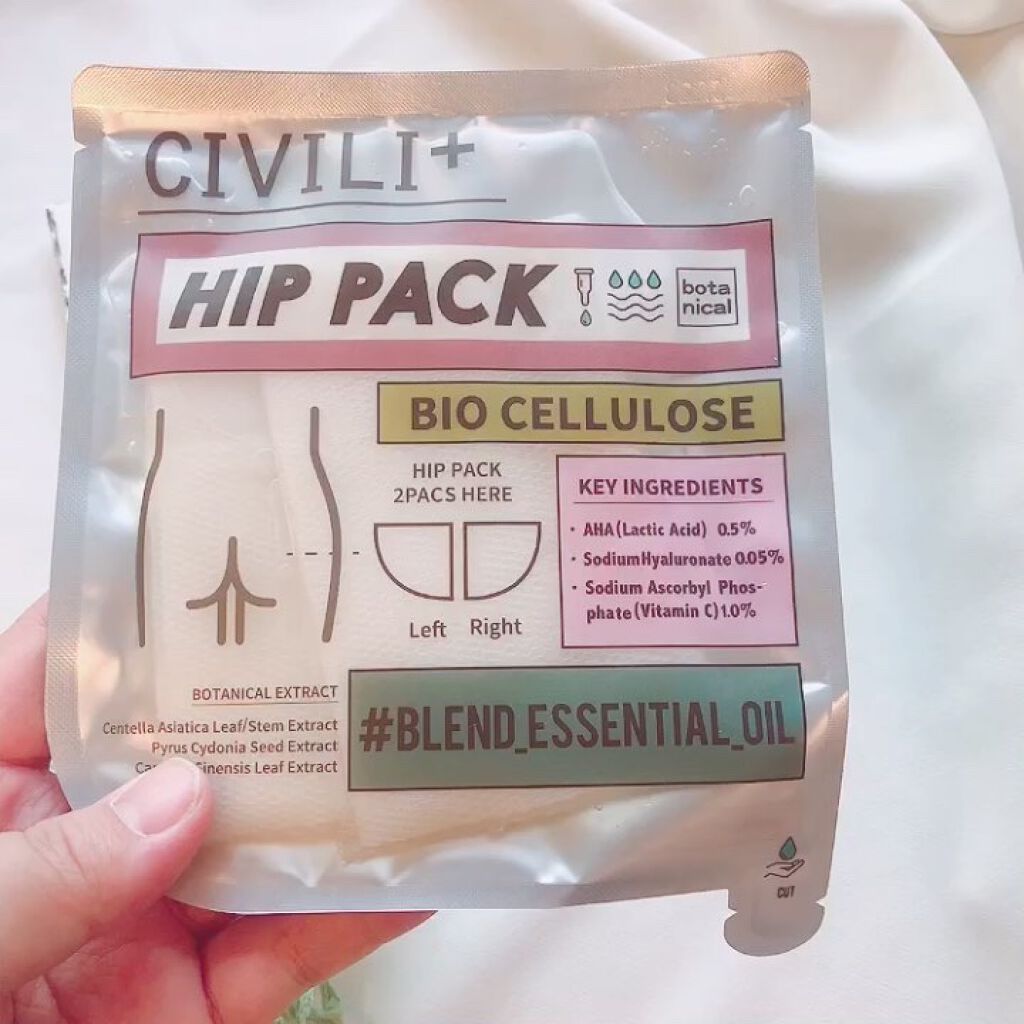 CIVILI+
HIP PACK
bota
nical
BIO CELLULOSE
HIP PACK
2PACS HERE
Left Right
KEY INGREDIENTS
· AHA (Lactic Acid) 0.5%
· Sodium Hyaluronate 0.05%
· Sodium Ascorbyl Phos-
phate (Vitamin C) 1.0%
BOTANICAL EXTRACT
Centella Asiatica Leaf/Stem Extract
Pyrus Cydonia Seed Extract
Sinensis Leaf Extract
#BLEND_ESSENTIAL_OIL
CUT